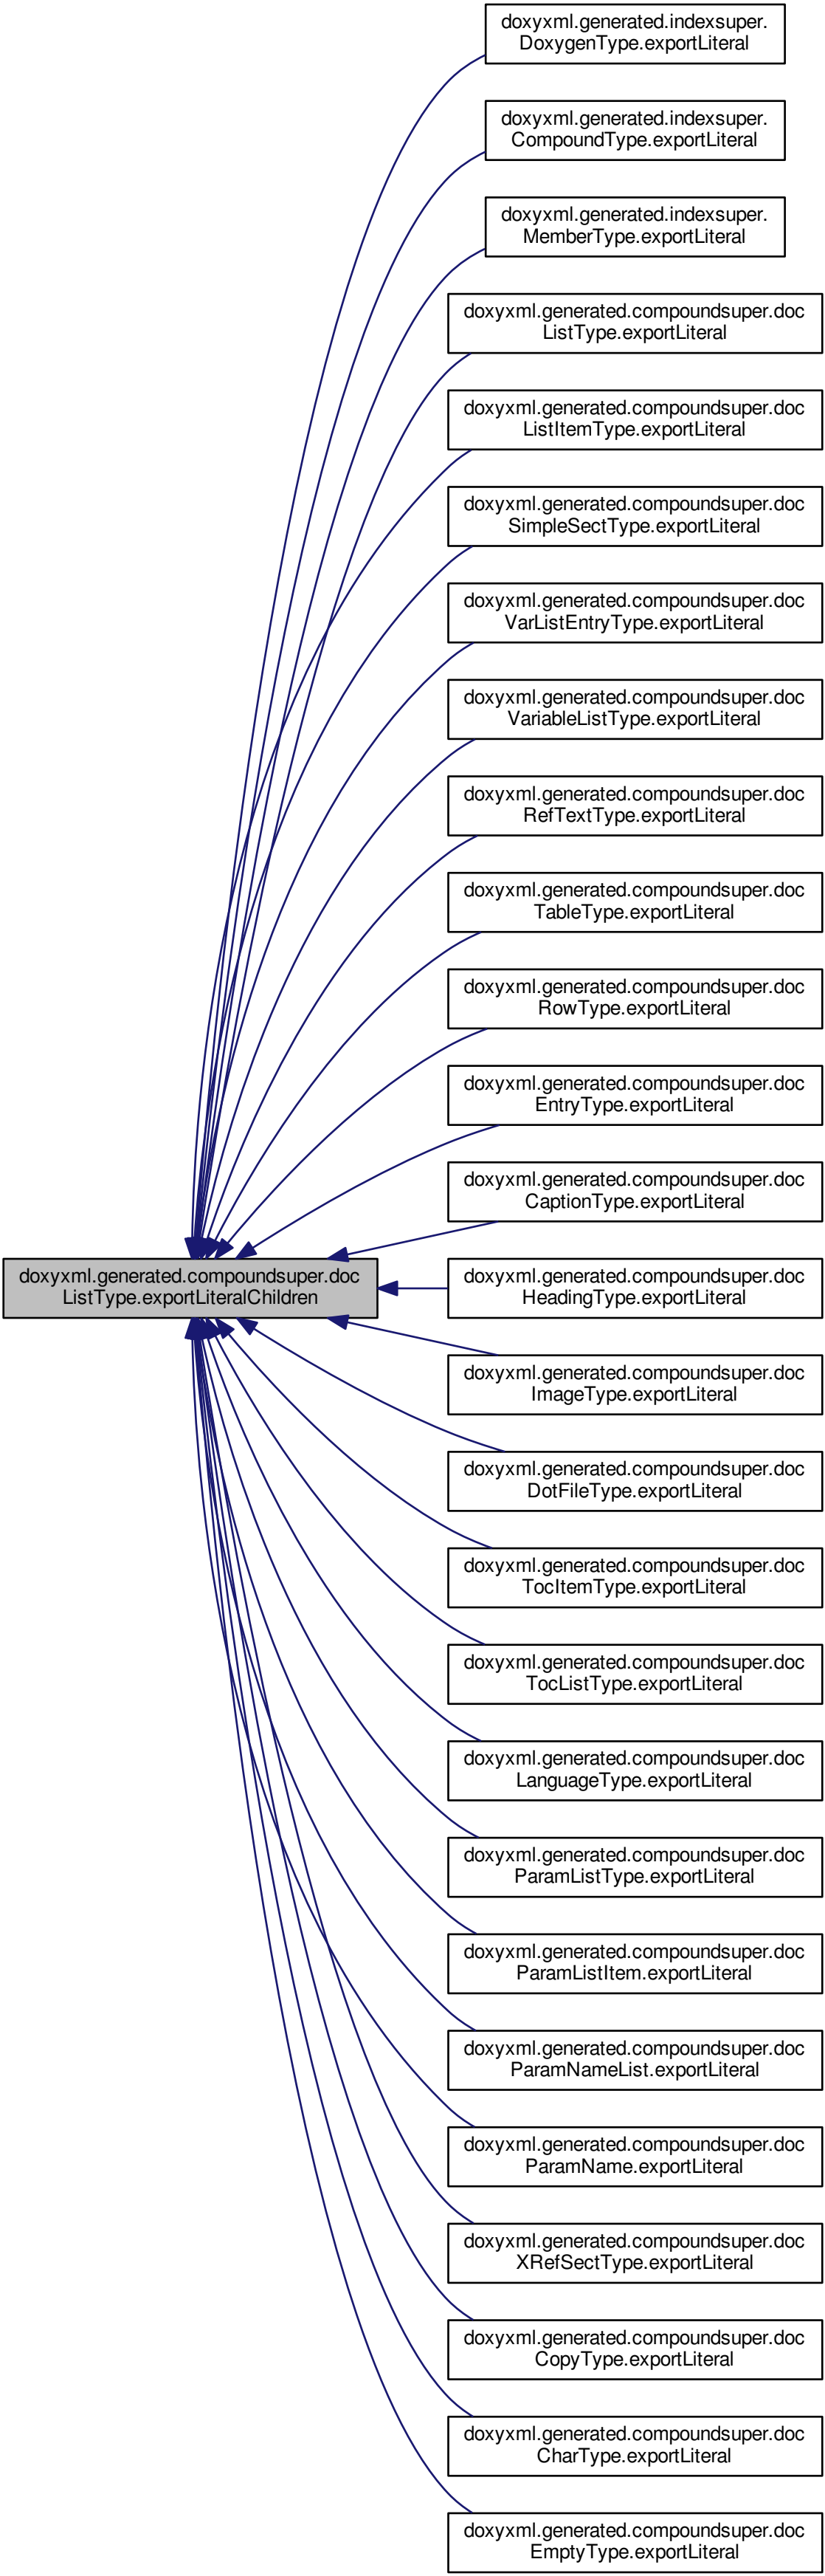 doxyxml.generated.indexsuper.
DoxygenType.exportLiteral
doxyxml.generated.indexsuper.
CompoundType.exportLiteral
doxyxml.generated.indexsuper.
MemberType.exportLiteral
doxyxml.generated.compoundsuper.doc
ListType.exportLiteral
doxyxml.generated.compoundsuper.doc
ListItemType.exportLiteral
doxyxml.generated.compoundsuper.doc
SimpleSectType.exportLiteral
doxyxml.generated.compoundsuper.doc
VarListEntryType.exportLiteral
doxyxml.generated.compoundsuper.doc
VariableListType.exportLiteral
doxyxml.generated.compoundsuper.doc
RefTextType.exportLiteral
doxyxml.generated.compoundsuper.doc
TableType.exportLiteral
doxyxml.generated.compoundsuper.doc
RowType.exportLiteral
doxyxml.generated.compoundsuper.doc
EntryType.exportLiteral
doxyxml.generated.compoundsuper.doc
CaptionType.exportLiteral
doxyxml.generated.compoundsuper.doc
ListType.exportLiteralChildren
doxyxml.generated.compoundsuper.doc
HeadingType.exportLiteral
doxyxml.generated.compoundsuper.doc
ImageType.exportLiteral
doxyxml.generated.compoundsuper.doc
DotFileType.exportLiteral
doxyxml.generated.compoundsuper.doc
TocItemType.exportLiteral
doxyxml.generated.compoundsuper.doc
TocListType.exportLiteral
doxyxml.generated.compoundsuper.doc
LanguageType.exportLiteral
doxyxml.generated.compoundsuper.doc
ParamListType.exportLiteral
doxyxml.generated.compoundsuper.doc
ParamListItem.exportLiteral
doxyxml.generated.compoundsuper.doc
ParamNameList.exportLiteral
doxyxml.generated.compoundsuper.doc
ParamName.exportLiteral
doxyxml.generated.compoundsuper.doc
XRefSectType.exportLiteral
doxyxml.generated.compoundsuper.doc
CopyType.exportLiteral
doxyxml.generated.compoundsuper.doc
CharType.exportLiteral
doxyxml.generated.compoundsuper.doc
EmptyType.exportLiteral